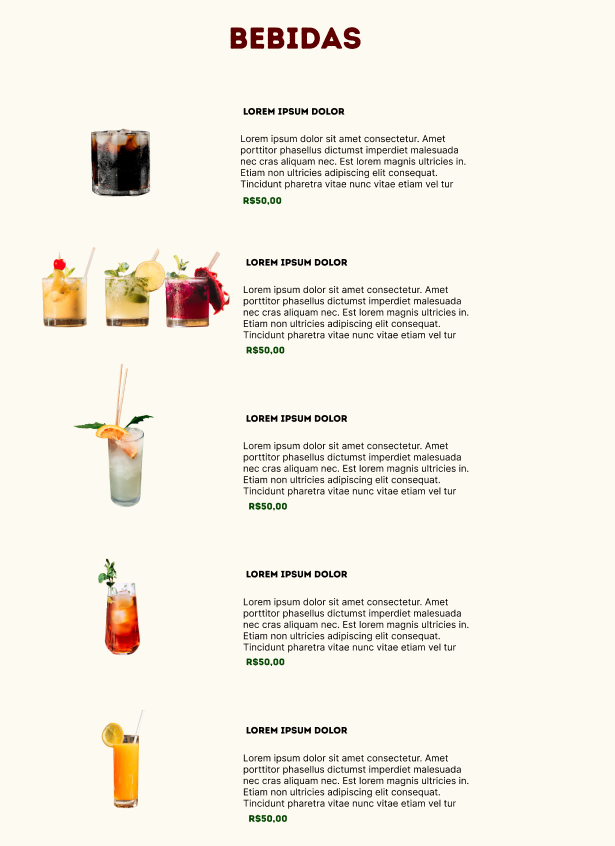 BEBIDAS
LOREM IPSUM DOLOR
Lorem ipsum dolor sit amet consectetur. Amet
porttitor phasellus dictumst imperdiet malesuada
nec cras aliquam nec. Est lorem magnis ultricies in.
Etiam non ultricies adipiscing elit consequat.
Tincidunt pharetra vitae nunc vitae etiam vel tur
R$50,00
LOREM IPSUM DOLOR
Lorem ipsum dolor sit amet consectetur. Amet
porttitor phasellus dictumst imperdiet malesuada
nec cras aliquam nec. Est lorem magnis ultricies in.
Etiam non ultricies adipiscing elit consequat.
Tincidunt pharetra vitae nunc vitae etiam vel tur
R$50,00
LOREM IPSUM DOLOR
Lorem ipsum dolor sit amet consectetur. Amet
porttitor phasellus dictumst imperdiet malesuada
nec cras aliquam nec. Est lorem magnis ultricies in.
Etiam non ultricies adipiscing elit consequat.
Tincidunt pharetra vitae nunc vitae etiam vel tur
R$50,00
LOREM IPSUM DOLOR
Lorem ipsum dolor sit amet consectetur. Amet
porttitor phasellus dictumst imperdiet malesuada
nec cras aliquam nec. Est lorem magnis ultricies in.
Etiam non ultricies adipiscing elit consequat.
Tincidunt pharetra vitae nunc vitae etiam vel tur
R$50,00
LOREM IPSUM DOLOR
Lorem ipsum dolor sit amet consectetur. Amet
porttitor phasellus dictumst imperdiet malesuada
nec cras aliquam nec. Est lorem magnis ultricies in.
Etiam non ultricies adipiscing elit consequat.
Tincidunt pharetra vitae nunc vitae etiam vel tur
R$50,00